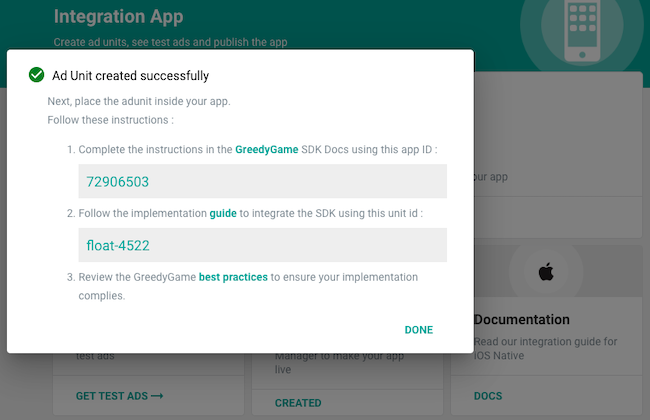 Integration App
Create ad units, see test ads and publish the app
Ad Unit created successfully
Next, place the adunit inside your app.
Follow these instructions :
1. Complete the instructions in the GreedyGame SDK Docs using this app ID :
72906503
2. Follow the implementation guide to integrate the SDK using this unit id :
float-4522
3. Review the GreedyGame best practices to ensure your implementation
complies.
DONE
app
test ads
GET TEST ADS
Manager to make your app
live
CREATED
Documentation
Read our integration guide for
iOS Native
DOCS